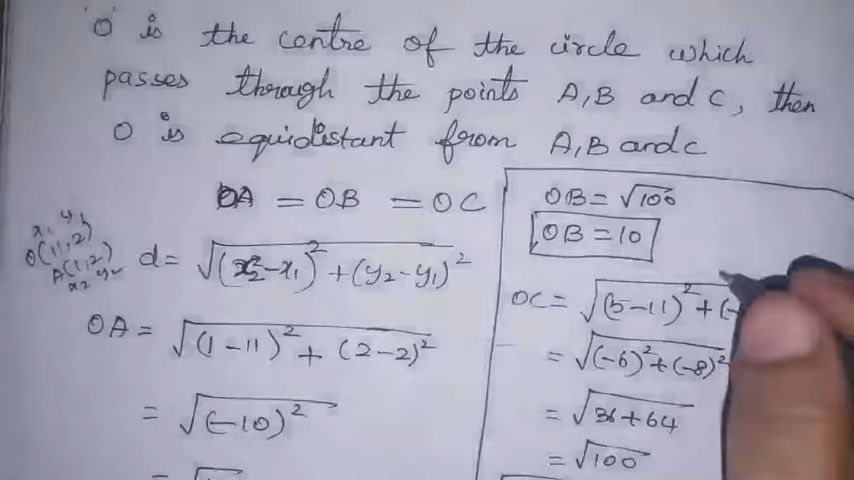 'O' is the centre of the circle which
passes through the points A, B and C, then
O is equidistant from A, B and c
OA = OB = OC
x₁ y₁
O(11,2)
A(1,2)
x₂ y₂
d = √(x₂-x₁)² + (y₂-y₁)²
OA = √(1-11)² + (2-2)²
= √(-10)²
=
OB = √100
OB = 10
OC = √(5-11)² + (-
= √(-6)² + (-8)²
= √36+64
= √100